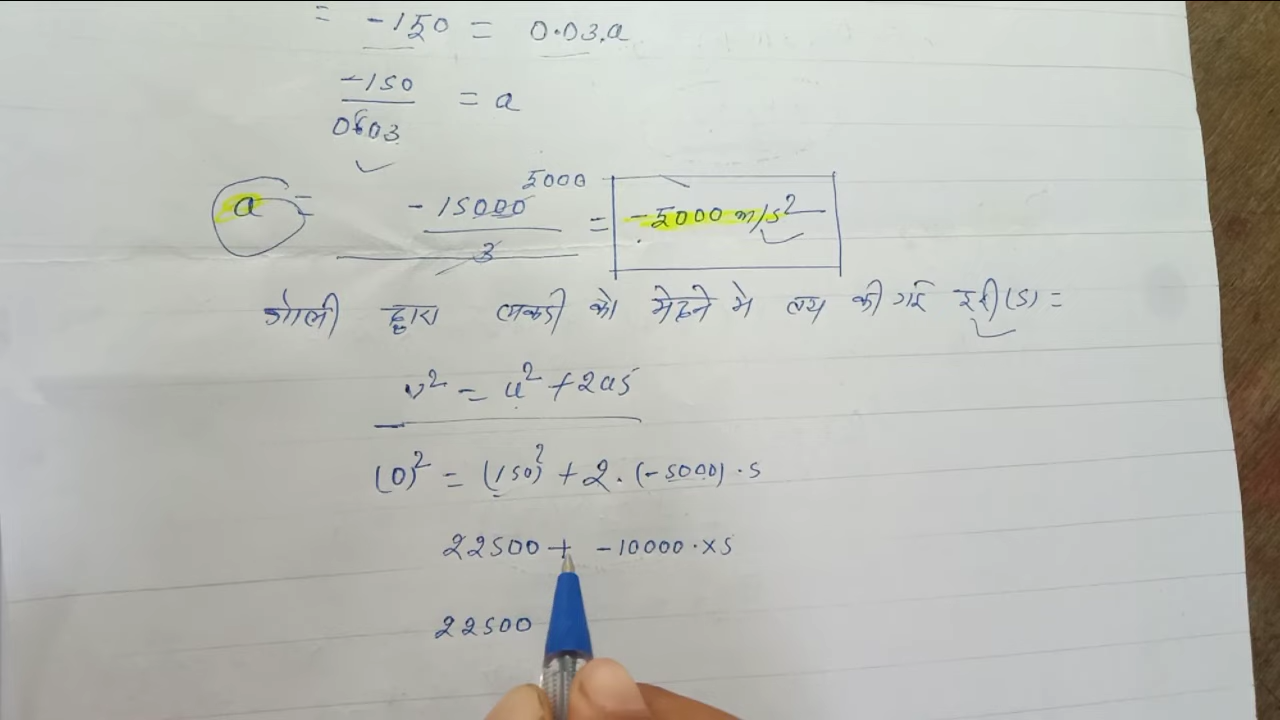 = -150 = 0.03.a
-150 / 0.03 = a
5000
a = -15000 / 3 = -5000 m/s²
गोली द्वारा लकडी को भेदने मे तय की गई दूरी (s) =
v² = u² + 2as
(0)² = (150)² + 2 . (-5000) . s
22500 + -10000 . x s
22500